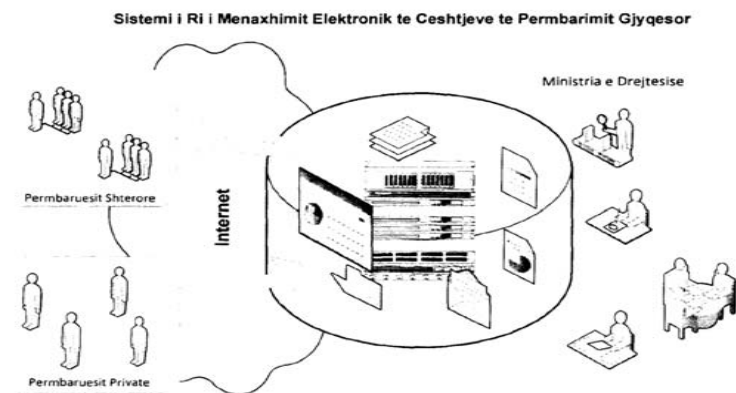 Sistemi i Ri i Menaxhimit Elektronik te Ceshtjeve te Permbarimit Gjyqesor
Ministria e Drejtesise
Permbaruesit Shterore
Internet
Permbaruesit Private